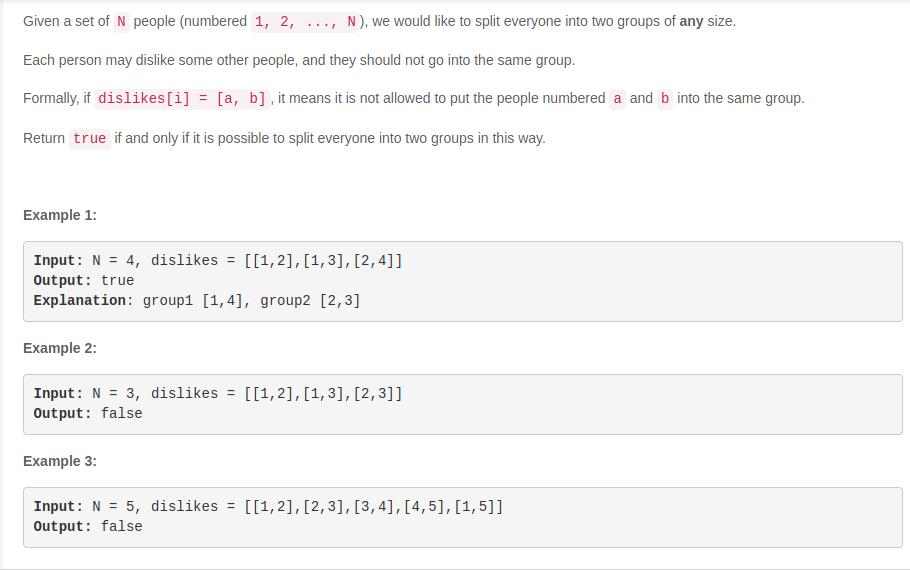 Given a set of N people (numbered 1, 2, ..., N), we would like to split everyone into two groups of any size.
Each person may dislike some other people, and they should not go into the same group.
Formally, if dislikes[i] = [a, b], it means it is not allowed to put the people numbered a and b into the same group.
Return true if and only if it is possible to split everyone into two groups in this way.
Example 1:
Input: N = 4, dislikes = [[1,2],[1,3],[2,4]]
Output: true
Explanation: group1 [1,4], group2 [2,3]
Example 2:
Input: N = 3, dislikes = [[1,2],[1,3],[2,3]]
Output: false
Example 3:
Input: N = 5, dislikes = [[1,2],[2,3],[3,4],[4,5],[1,5]]
Output: false